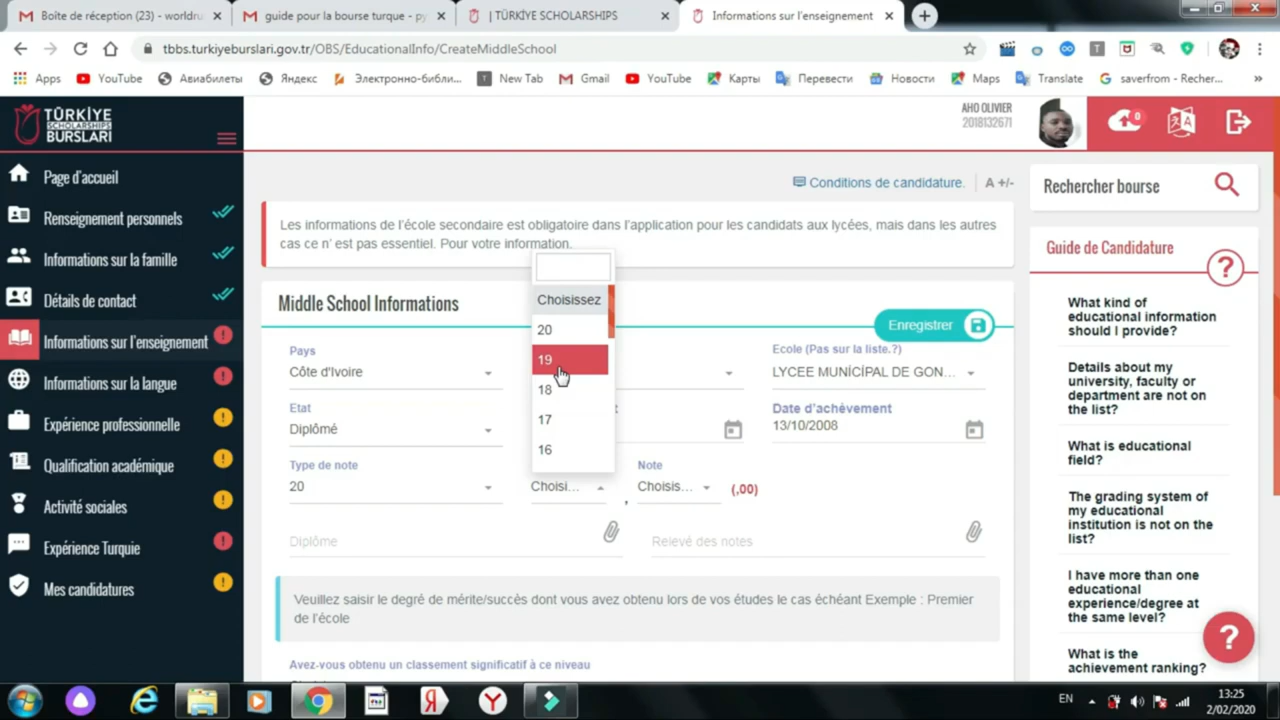 Boîte de réception (23) - worldru
guide pour la bourse turque - py
| TÜRKİYE SCHOLARSHIPS
Informations sur l'enseignement
tbbs.turkiyeburslari.gov.tr/OBS/EducationalInfo/CreateMiddleSchool
Apps
YouTube
Авиабилеты
Яндекс
Электронно-библи...
New Tab
Gmail
YouTube
Карты
Перевести
Новости
Maps
Translate
saverfrom - Recher...
»
TÜRKİYE
SCHOLARSHIPS
BURSLARI
AHO OLIVIER
2018132671
0
Page d'accueil
Renseignement personnels
Informations sur la famille
Détails de contact
Informations sur l'enseignement
Informations sur la langue
Expérience professionnelle
Qualification académique
Activité sociales
Expérience Turquie
Mes candidatures
Conditions de candidature.
A +/-
Les informations de l'école secondaire est obligatoire dans l'application pour les candidats aux lycées, mais dans les autres
cas ce n' est pas essentiel. Pour votre information.
Middle School Informations
Enregistrer
Pays
Côte d'Ivoire
Ecole (Pas sur la liste.?)
LYCEE MUNİCİPAL DE GON...
Etat
Diplômé
t
Date d'achèvement
13/10/2008
Type de note
20
Choisi...
,
Note
Choisis...
(,00)
Choisissez
20
19
18
17
16
Diplôme
Relevé des notes
Veuillez saisir le degré de mérite/succès dont vous avez obtenu lors de vos études le cas échéant Exemple : Premier
de l'école
Avez-vous obtenu un classement significatif à ce niveau
Rechercher bourse
Guide de Candidature
?
What kind of
educational information
should I provide?
Details about my
university, faculty or
department are not on
the list?
What is educational
field?
The grading system of
my educational
institution is not on the
list?
I have more than one
educational
experience/degree at
the same level?
What is the
achievement ranking?
?
EN
13:25
2/02/2020